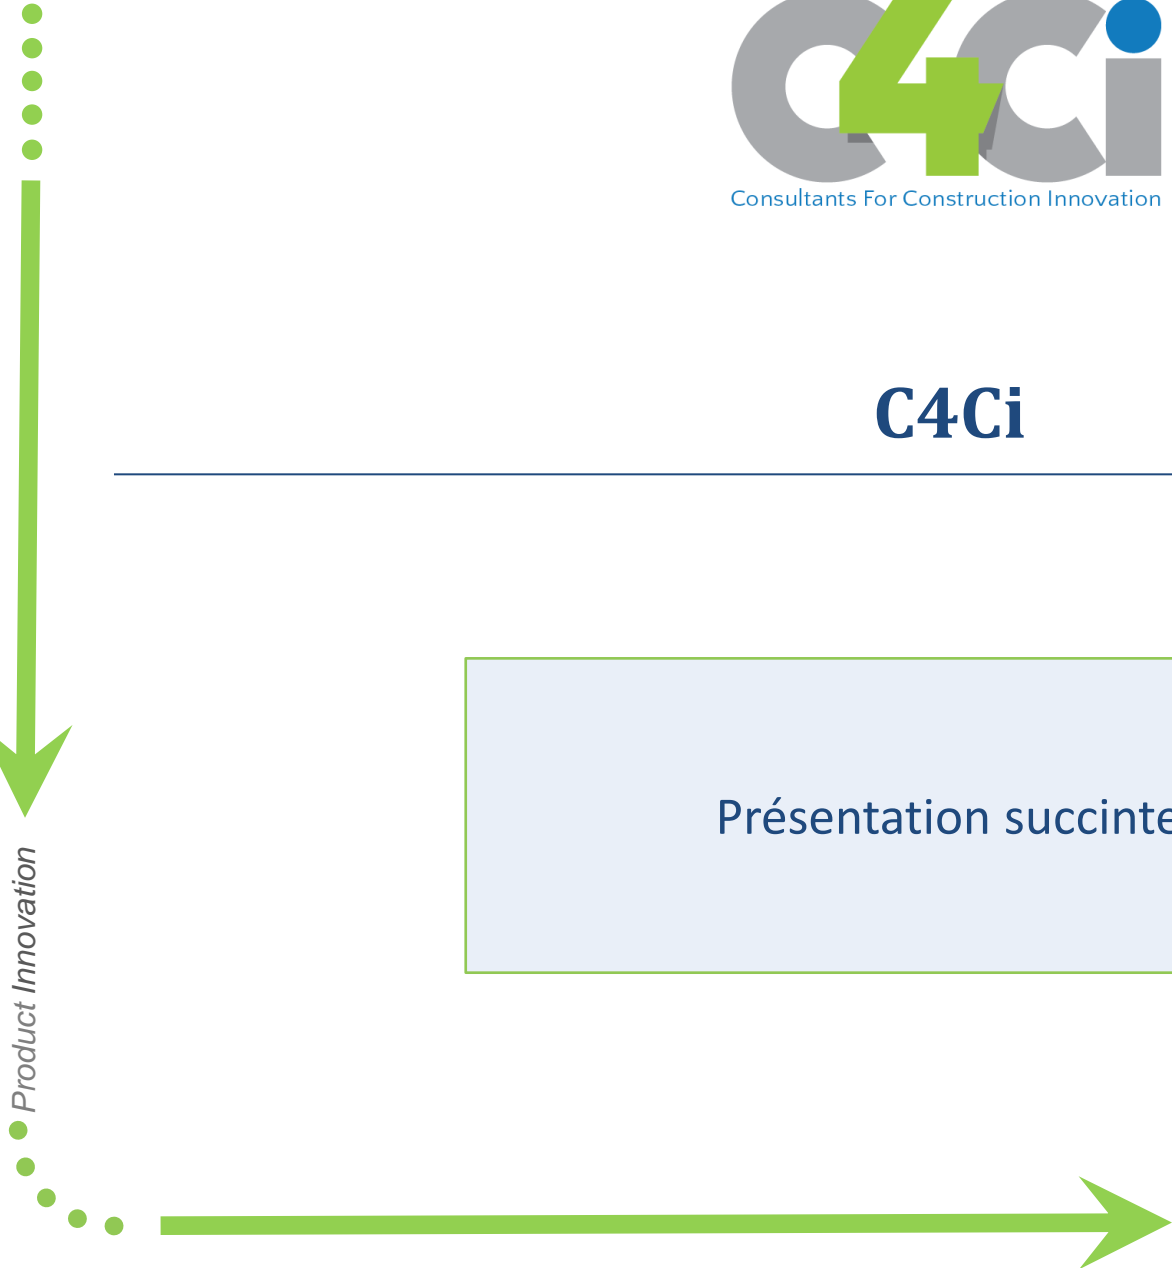 C4Ci
Consultants For Construction Innovation
C4Ci
Présentation succinte
Product Innovation